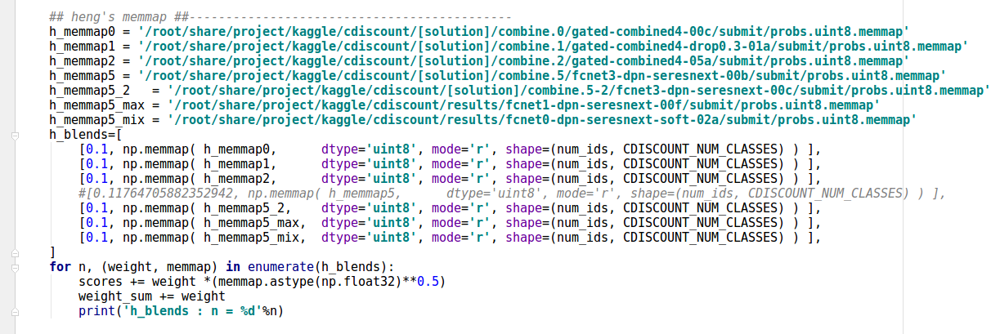 ## heng's memmap ##--------------------------------------------
h_memmap0 = '/root/share/project/kaggle/cdiscount/[solution]/combine.0/gated-combined4-00c/submit/probs.uint8.memmap'
h_memmap1 = '/root/share/project/kaggle/cdiscount/[solution]/combine.1/gated-combined4-drop0.3-01a/submit/probs.uint8.memmap'
h_memmap2 = '/root/share/project/kaggle/cdiscount/[solution]/combine.2/gated-combined4-05a/submit/probs.uint8.memmap'
h_memmap5 = '/root/share/project/kaggle/cdiscount/[solution]/combine.5/fcnet3-dpn-seresnext-00b/submit/probs.uint8.memmap'
h_memmap5_2   = '/root/share/project/kaggle/cdiscount/[solution]/combine.5-2/fcnet3-dpn-seresnext-00c/submit/probs.uint8.memmap'
h_memmap5_max = '/root/share/project/kaggle/cdiscount/results/fcnet1-dpn-seresnext-00f/submit/probs.uint8.memmap'
h_memmap5_mix = '/root/share/project/kaggle/cdiscount/results/fcnet0-dpn-seresnext-soft-02a/submit/probs.uint8.memmap'
h_blends=[
    [0.1, np.memmap( h_memmap0,      dtype='uint8', mode='r', shape=(num_ids, CDISCOUNT_NUM_CLASSES) ) ],
    [0.1, np.memmap( h_memmap1,      dtype='uint8', mode='r', shape=(num_ids, CDISCOUNT_NUM_CLASSES) ) ],
    [0.1, np.memmap( h_memmap2,      dtype='uint8', mode='r', shape=(num_ids, CDISCOUNT_NUM_CLASSES) ) ],
    #[0.11764705882352942, np.memmap( h_memmap5,      dtype='uint8', mode='r', shape=(num_ids, CDISCOUNT_NUM_CLASSES) ) ],
    [0.1, np.memmap( h_memmap5_2,    dtype='uint8', mode='r', shape=(num_ids, CDISCOUNT_NUM_CLASSES) ) ],
    [0.1, np.memmap( h_memmap5_max,  dtype='uint8', mode='r', shape=(num_ids, CDISCOUNT_NUM_CLASSES) ) ],
    [0.1, np.memmap( h_memmap5_mix,  dtype='uint8', mode='r', shape=(num_ids, CDISCOUNT_NUM_CLASSES) ) ],
]
for n, (weight, memmap) in enumerate(h_blends):
    scores += weight *(memmap.astype(np.float32)**0.5)
    weight_sum += weight
    print('h_blends : n = %d'%n)